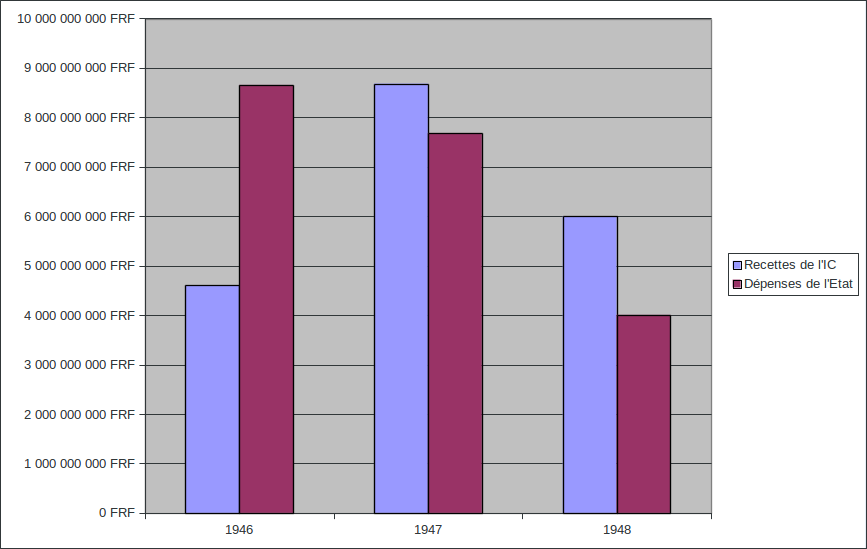 10 000 000 000 FRF
9 000 000 000 FRF
8 000 000 000 FRF
7 000 000 000 FRF
6 000 000 000 FRF
5 000 000 000 FRF
4 000 000 000 FRF
3 000 000 000 FRF
2 000 000 000 FRF
1 000 000 000 FRF
0 FRF
1946 1947 1948
Recettes de l'IC
Dépenses de l'Etat